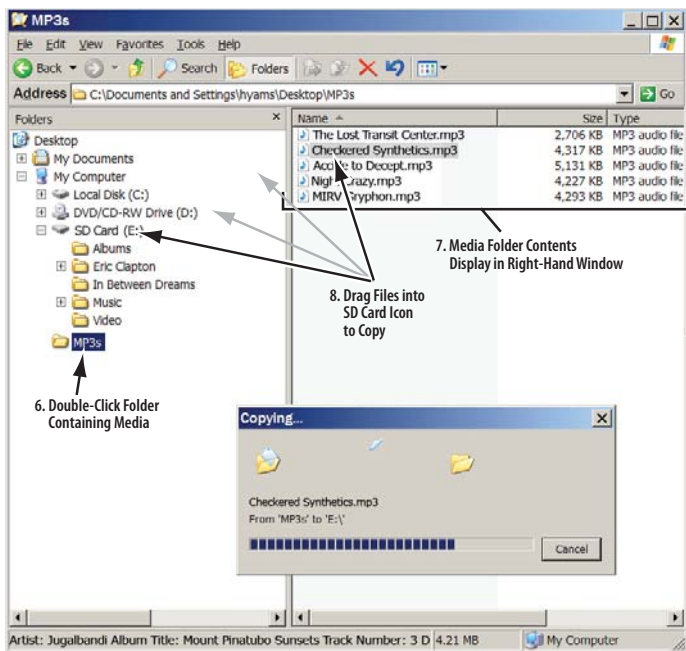 MP3s
File Edit View Favorites Tools Help
Back Search Folders
Address C:\Documents and Settings\hyams\Desktop\MP3s Go
Folders × Name Size Type
Desktop
My Documents
My Computer
Local Disk (C:)
DVD/CD-RW Drive (D:)
SD Card (E:)
Albums
Eric Clapton
In Between Dreams
Music
Video
MP3s
The Lost Transit Center.mp3 2,706 KB MP3 audio file
Checkered Synthetics.mp3 4,317 KB MP3 audio file
to Decept.mp3 5,131 KB MP3 audio file
Crazy.mp3 4,227 KB MP3 audio file
MIRV Gryphon.mp3 4,293 KB MP3 audio file
7. Media Folder Contents
Display in Right-Hand Window
8. Drag Files into
SD Card Icon
to Copy
6. Double-Click Folder
Containing Media
Copying...
Checkered Synthetics.mp3
From 'MP3s' to 'E:\'
Cancel
Artist: Jugalbandi Album Title: Mount Pinatubo Sunsets Track Number: 3 D 4.21 MB My Computer